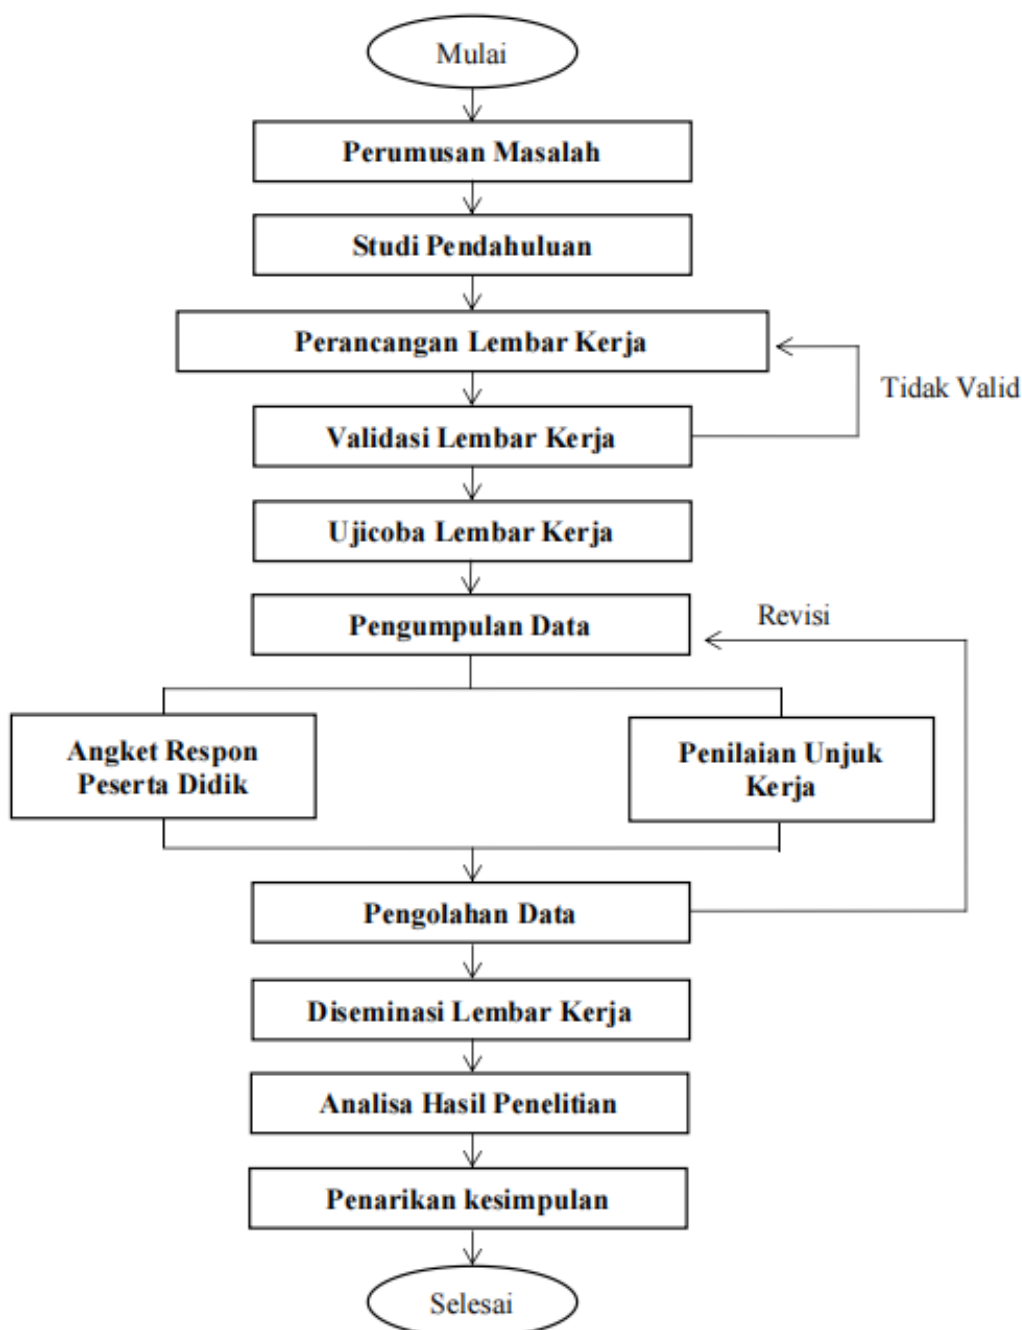 Mulai
Perumusan Masalah
Studi Pendahuluan
Perancangan Lembar Kerja
Tidak Valid
Validasi Lembar Kerja
Ujicoba Lembar Kerja
Pengumpulan Data
Revisi
Angket Respon
Peserta Didik
Penilaian Unjuk
Kerja
Pengolahan Data
Diseminasi Lembar Kerja
Analisa Hasil Penelitian
Penarikan kesimpulan
Selesai